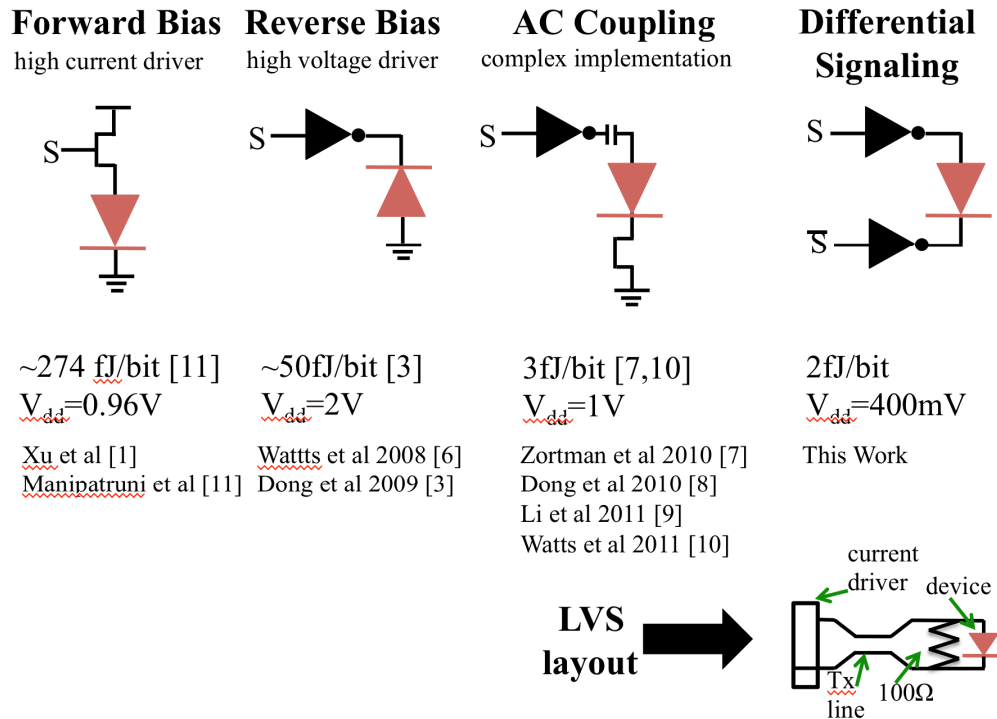 Forward Bias
high current driver
S
~274 fJ/bit [11]
Vdd=0.96V
Xu et al [1]
Manipatruni et al [11]
Reverse Bias
high voltage driver
S
~50fJ/bit [3]
Vdd=2V
Wattts et al 2008 [6]
Dong et al 2009 [3]
AC Coupling
complex implementation
S
3fJ/bit [7,10]
Vdd=1V
Zortman et al 2010 [7]
Dong et al 2010 [8]
Li et al 2011 [9]
Watts et al 2011 [10]
Differential
Signaling
S
S̅
2fJ/bit
Vdd=400mV
This Work
LVS
layout
current
driver
device
Tx
line
100Ω